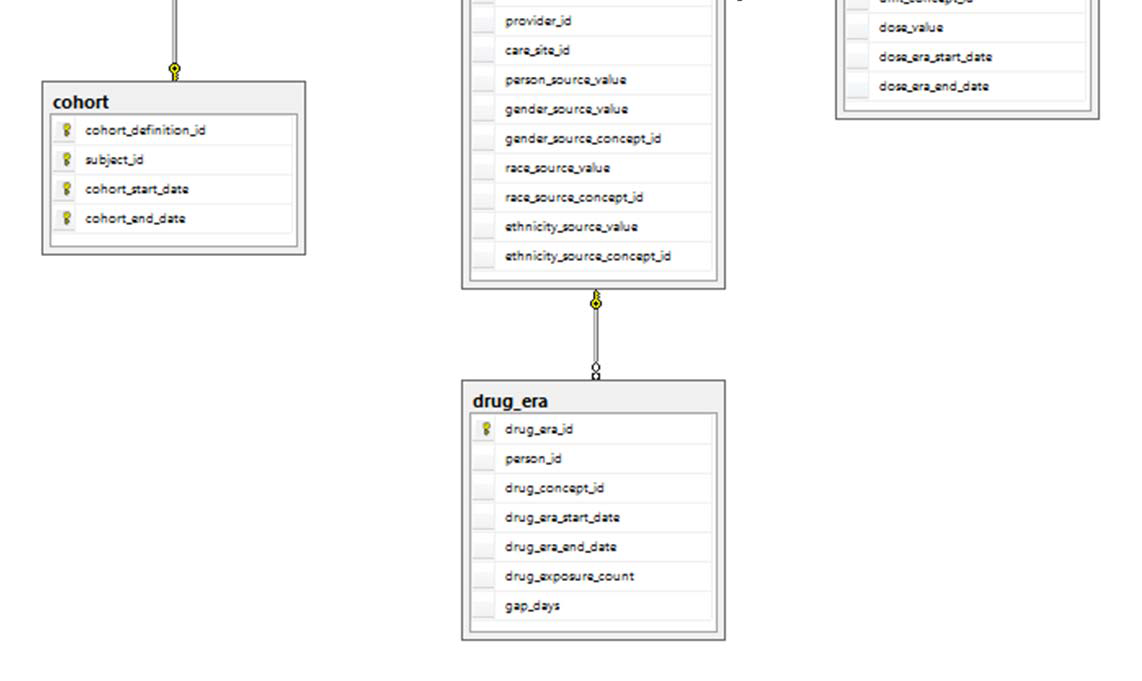 cohort
cohort_definition_id
subject_id
cohort_start_date
cohort_end_date
provider_id
care_site_id
person_source_value
gender_source_value
gender_source_concept_id
race_source_value
race_source_concept_id
ethnicity_source_value
ethnicity_source_concept_id
dose_value
dose_era_start_date
dose_era_end_date
drug_era
drug_era_id
person_id
drug_concept_id
drug_era_start_date
drug_era_end_date
drug_exposure_count
gap_days